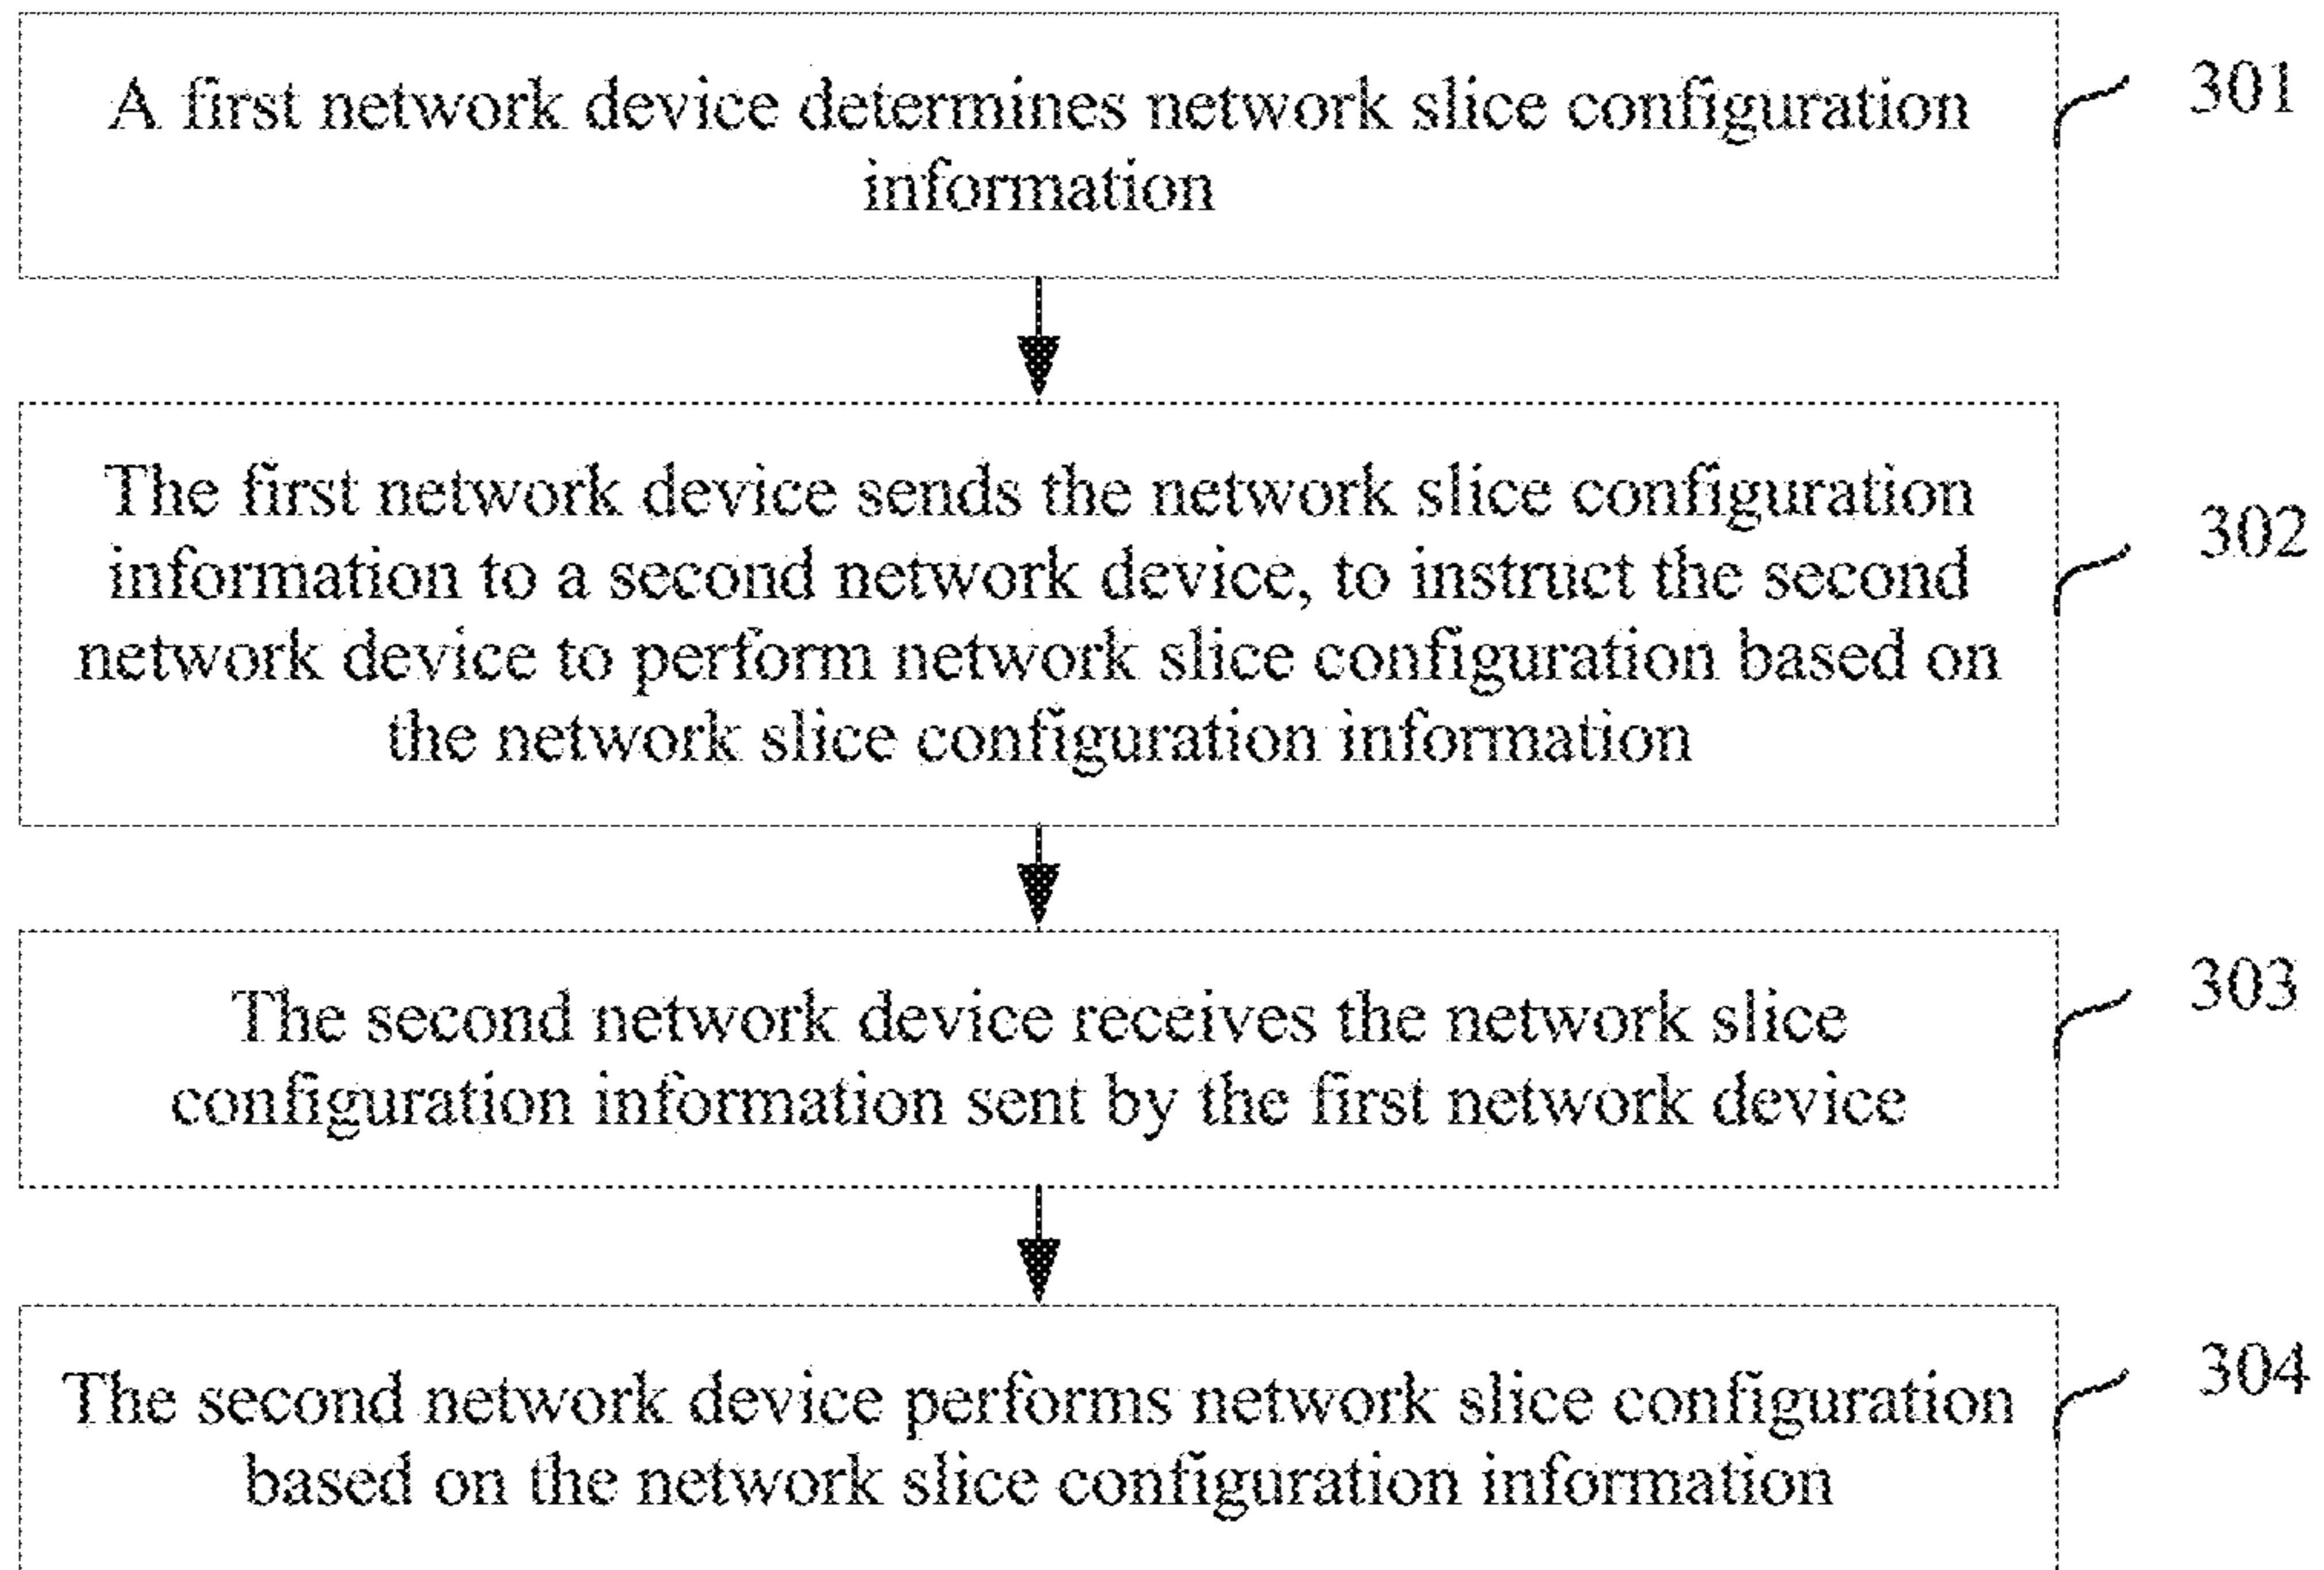 A first network device determines network slice configuration
information
301
The first network device sends the network slice configuration
information to a second network device, to instruct the second
network device to perform network slice configuration based on
the network slice configuration information
302
The second network device receives the network slice
configuration information sent by the first network device
303
The second network device performs network slice configuration
based on the network slice configuration information
304